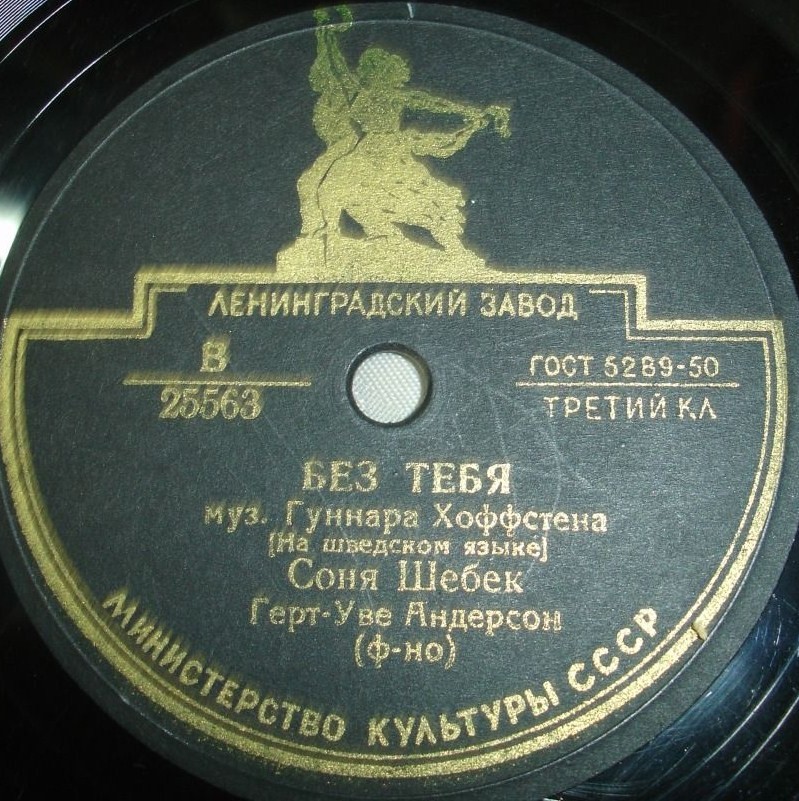 ЛЕНИНГРАДСКИЙ ЗАВОД
В
25563
ГОСТ 5289-50
ТРЕТИЙ КЛ
БЕЗ ТЕБЯ
муз. Гуннара Хоффстена
[На шведском языке]
Соня Шебек
Герт-Уве Андерсон
(ф-но)
МИНИСТЕРСТВО КУЛЬТУРЫ СССР